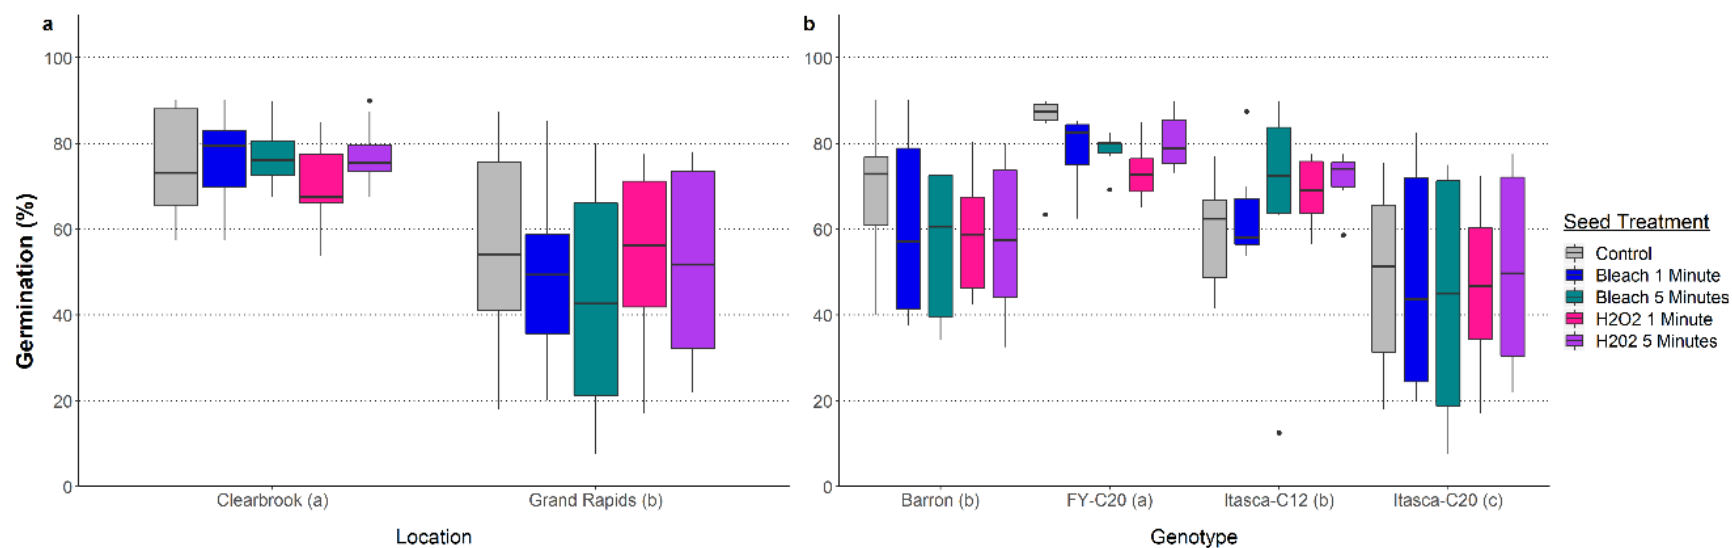 a
b
Germination (%)
100
80
60
40
20
0
Clearbrook (a)
Grand Rapids (b)
Location
100
80
60
40
20
0
Barron (b)
FY-C20 (a)
Itasca-C12 (b)
Itasca-C20 (c)
Genotype
Seed Treatment
Control
Bleach 1 Minute
Bleach 5 Minutes
H2O2 1 Minute
H202 5 Minutes